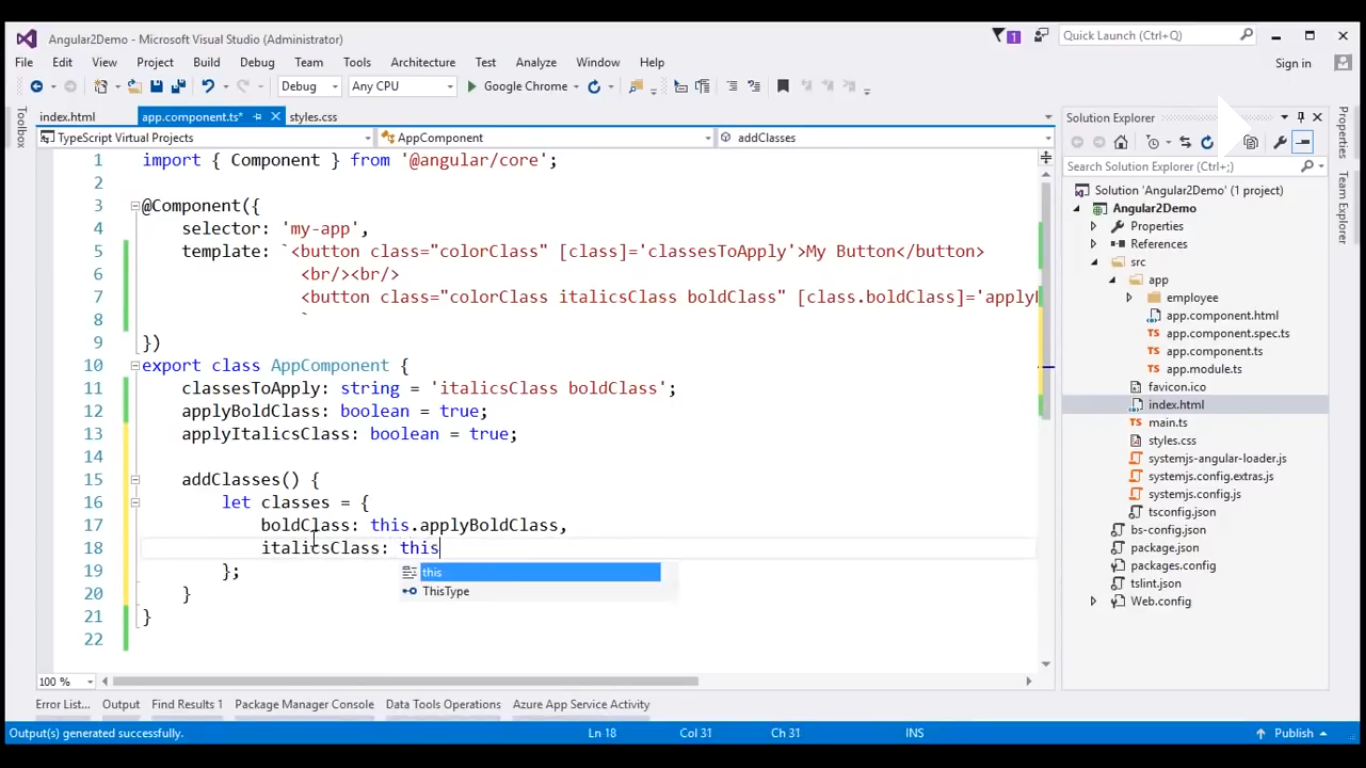 Angular2Demo - Microsoft Visual Studio (Administrator)
1
Quick Launch (Ctrl+Q)
File Edit View Project Build Debug Team Tools Architecture Test Analyze Window Help
Sign in
Debug Any CPU Google Chrome
Toolbox
index.html app.component.ts* styles.css
TypeScript Virtual Projects AppComponent addClasses
1 import { Component } from '@angular/core';
2
3 @Component({
4 selector: 'my-app',
5 template: `<button class="colorClass" [class]='classesToApply'>My Button</button>
6 <br/><br/>
7 <button class="colorClass italicsClass boldClass" [class.boldClass]='appl
8 `
9 })
10 export class AppComponent {
11 classesToApply: string = 'italicsClass boldClass';
12 applyBoldClass: boolean = true;
13 applyItalicsClass: boolean = true;
14
15 addClasses() {
16 let classes = {
17 boldClass: this.applyBoldClass,
18 italicsClass: this
19 };
20 }
21 }
22
this
ThisType
100 %
Solution Explorer
Search Solution Explorer (Ctrl+;)
Solution 'Angular2Demo' (1 project)
Angular2Demo
Properties
References
src
app
employee
app.component.html
TS app.component.spec.ts
TS app.component.ts
TS app.module.ts
favicon.ico
index.html
TS main.ts
styles.css
systemjs-angular-loader.js
systemjs.config.extras.js
systemjs.config.js
tsconfig.json
bs-config.json
package.json
packages.config
tslint.json
Web.config
Properties
Team Explorer
Error List... Output Find Results 1 Package Manager Console Data Tools Operations Azure App Service Activity
Output(s) generated successfully. Ln 18 Col 31 Ch 31 INS Publish